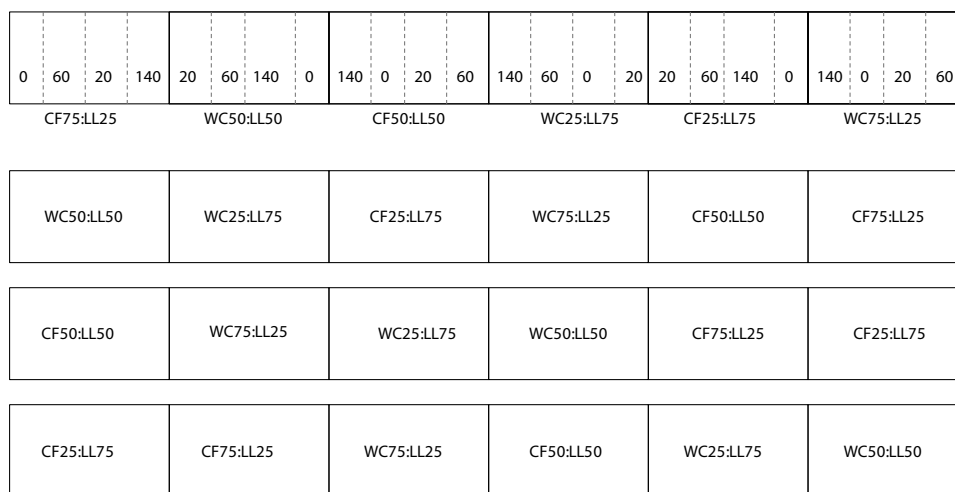 0 60 20 140 20 60 140 0 140 0 20 60 140 60 0 20 20 60 140 0 140 0 20 60
CF75:LL25 WC50:LL50 CF50:LL50 WC25:LL75 CF25:LL75 WC75:LL25
WC50:LL50 WC25:LL75 CF25:LL75 WC75:LL25 CF50:LL50 CF75:LL25
CF50:LL50 WC75:LL25 WC25:LL75 WC50:LL50 CF75:LL25 CF25:LL75
CF25:LL75 CF75:LL25 WC75:LL25 CF50:LL50 WC25:LL75 WC50:LL50